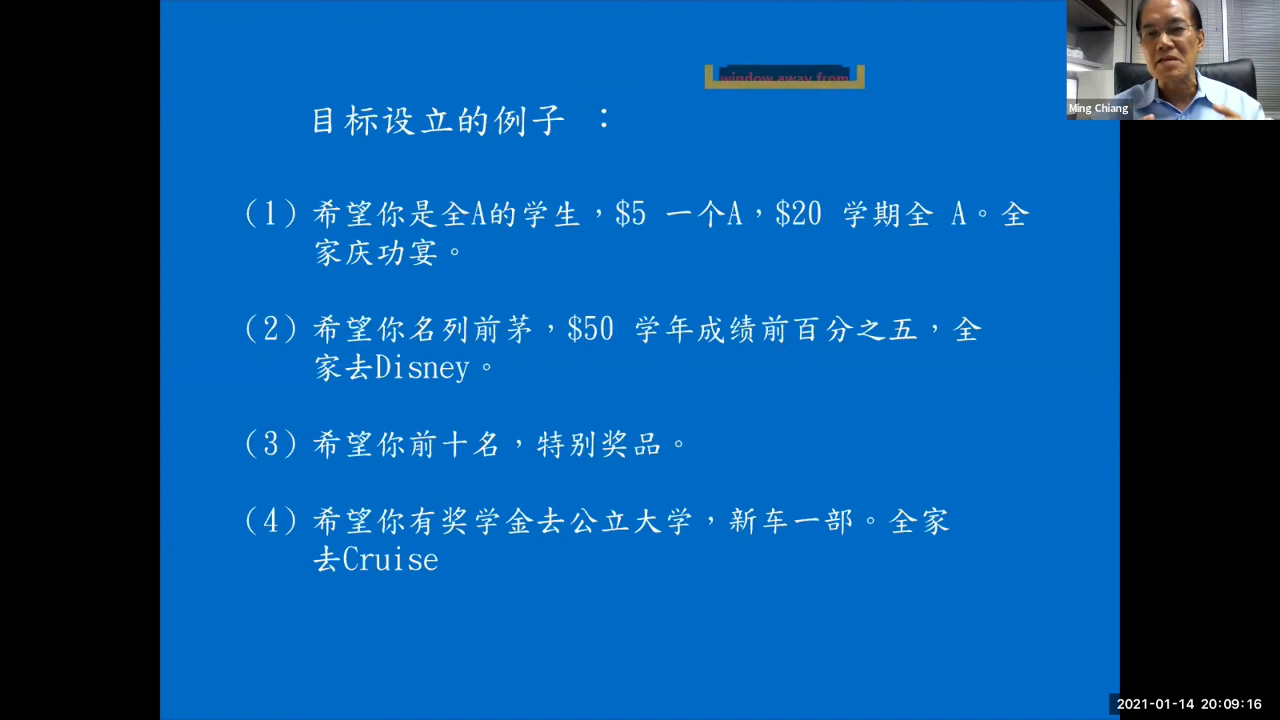 window away from
Ming Chiang
目标设立的例子 ：
（1）希望你是全A的学生，$5 一个A，$20 学期全 A。全
家庆功宴。
（2）希望你名列前茅，$50 学年成绩前百分之五，全
家去Disney。
（3）希望你前十名，特别奖品。
（4）希望你有奖学金去公立大学，新车一部。全家
去Cruise
2021-01-14 20:09:16